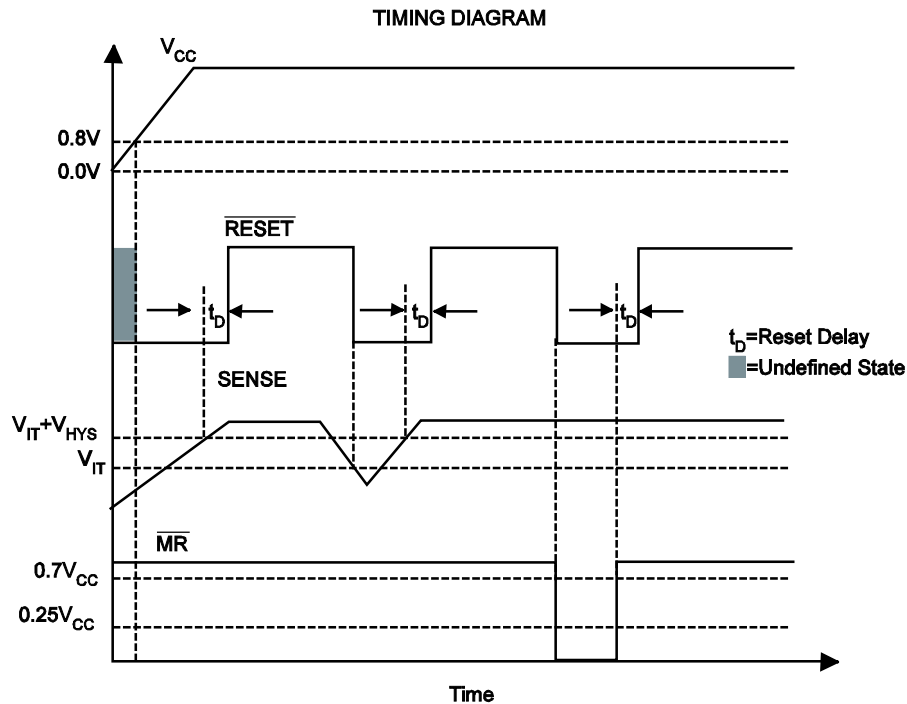 TIMING DIAGRAM
VCC
0.8V
0.0V
RESET
tD
tD
tD
tD=Reset Delay
=Undefined State
SENSE
VIT+VHYS
VIT
MR
0.7VCC
0.25VCC
Time